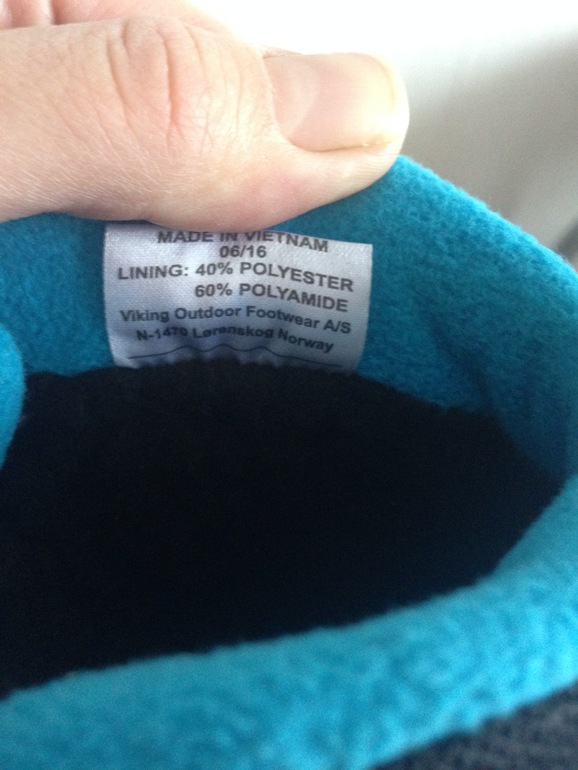 MADE IN VIETNAM
06/16
LINING: 40% POLYESTER
60% POLYAMIDE
Viking Outdoor Footwear A/S
N-1470 Lørenskog Norway